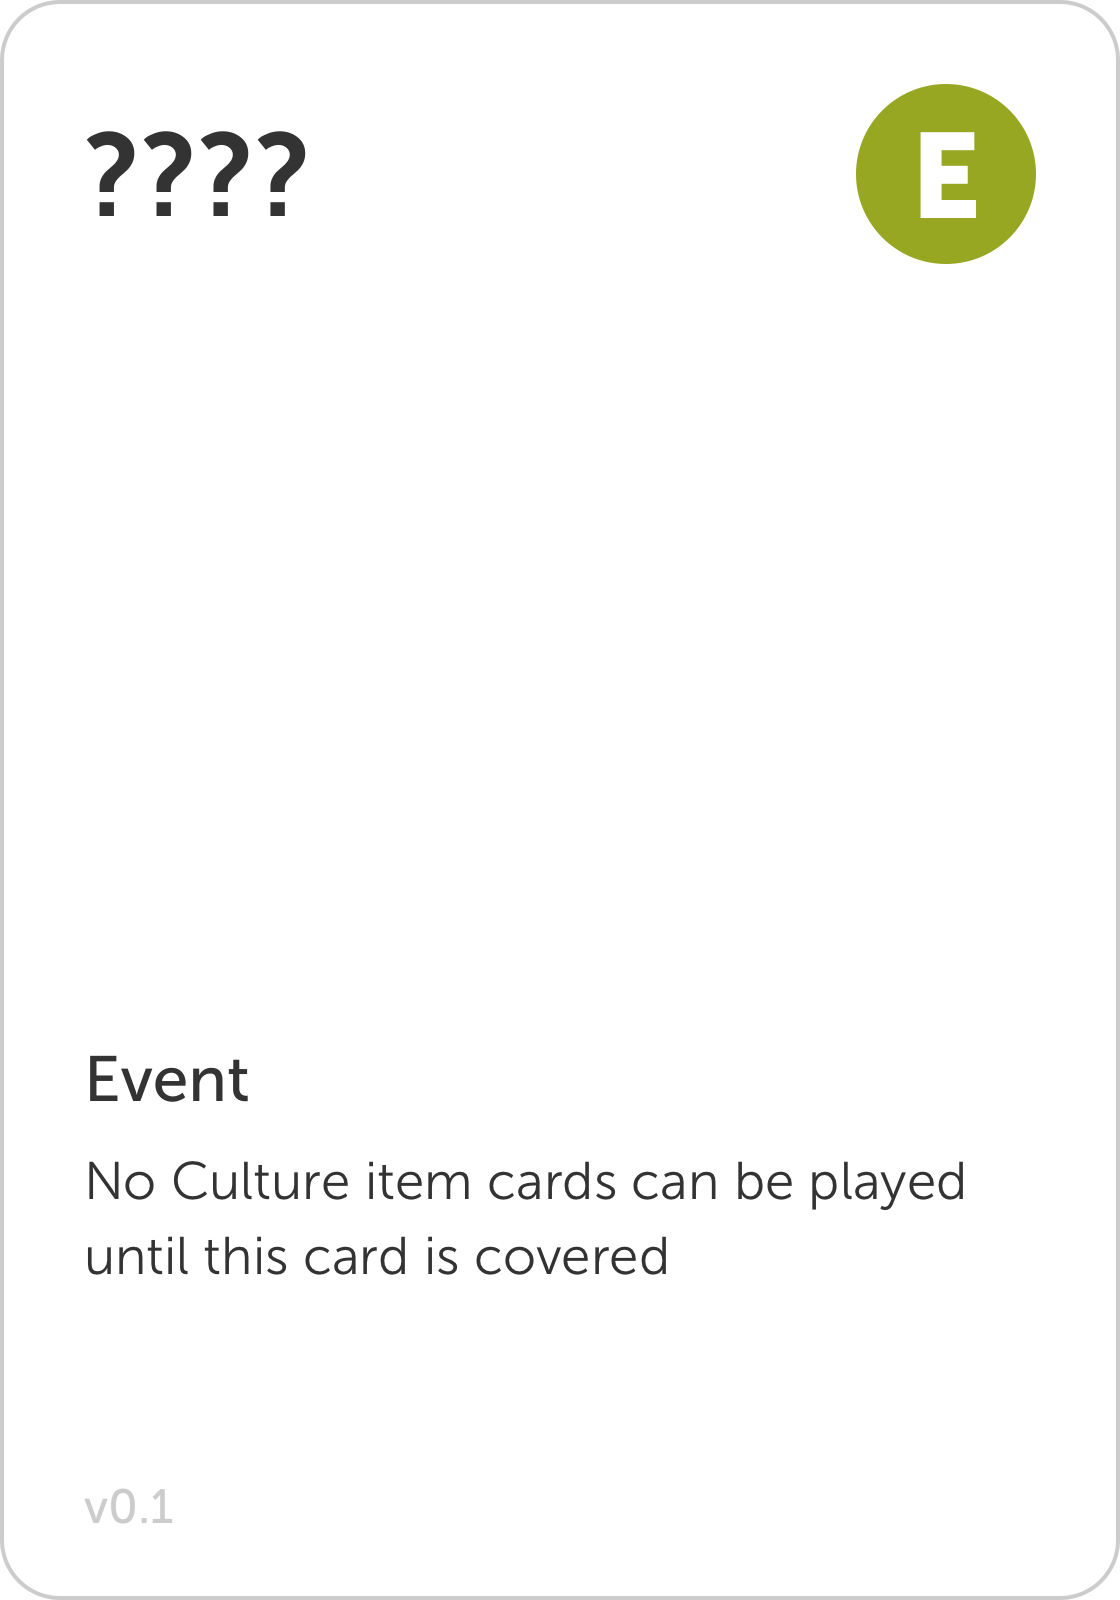 ????
E
Event
No Culture item cards can be played
until this card is covered
v0.1